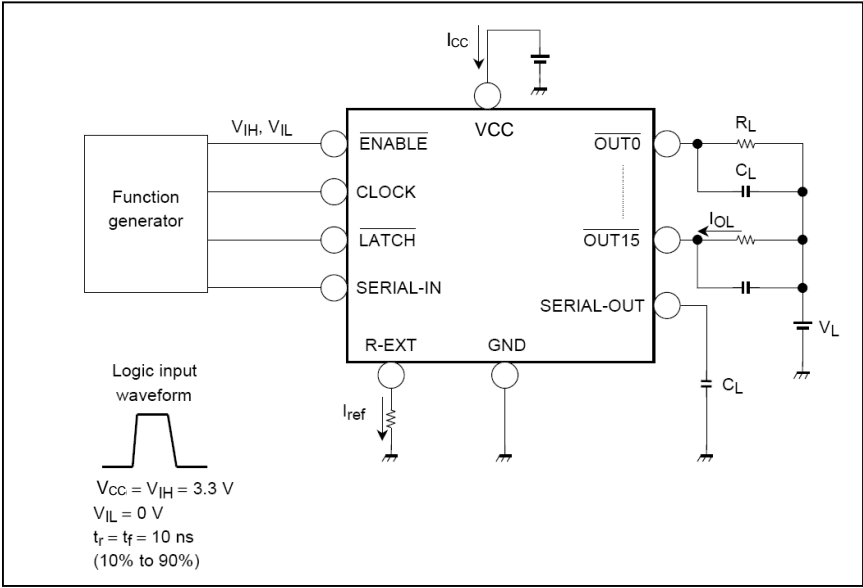 ICC
VCC
VIH, VIL
ENABLE
OUT0
RL
CL
Function
generator
CLOCK
LATCH
OUT15
IOL
SERIAL-IN
SERIAL-OUT
VL
R-EXT
GND
CL
Iref
Logic input
waveform
VCC = VIH = 3.3 V
VIL = 0 V
tr = tf = 10 ns
(10% to 90%)